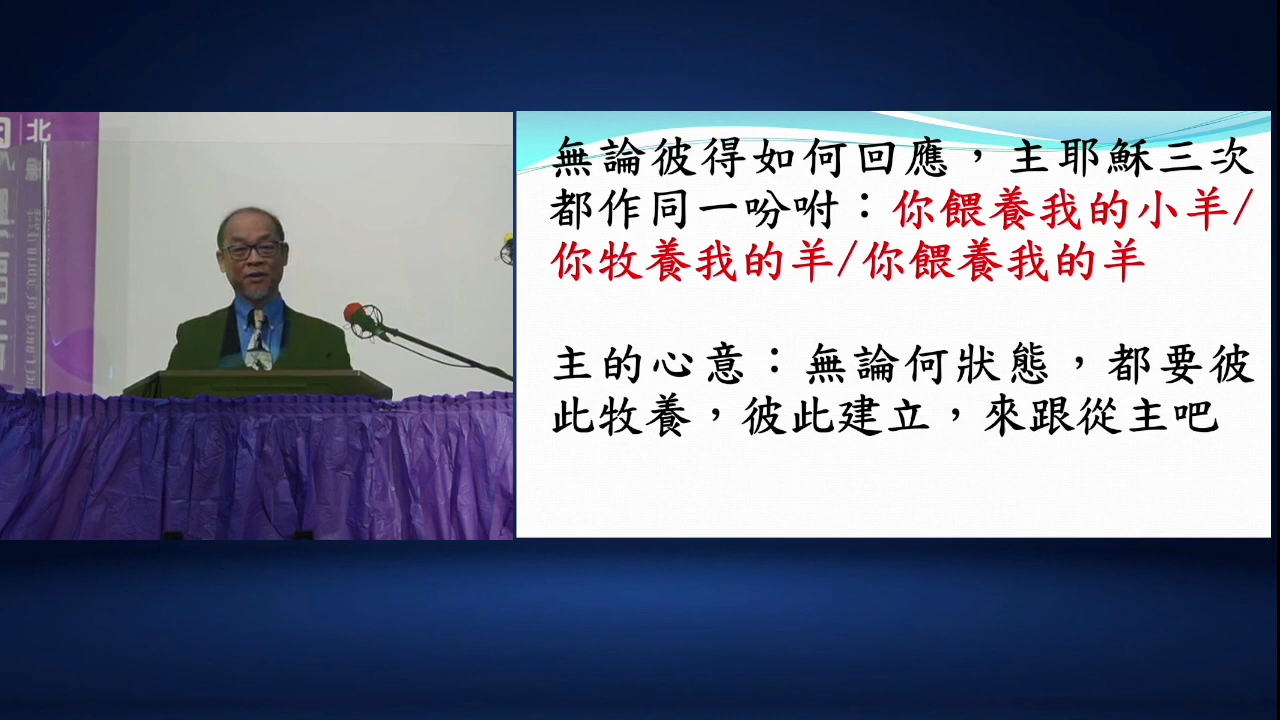 北
無論彼得如何回應，主耶穌三次
都作同一吩咐：你餵養我的小羊/
你牧養我的羊/你餵養我的羊
主的心意：無論何狀態，都要彼
此牧養，彼此建立，來跟從主吧